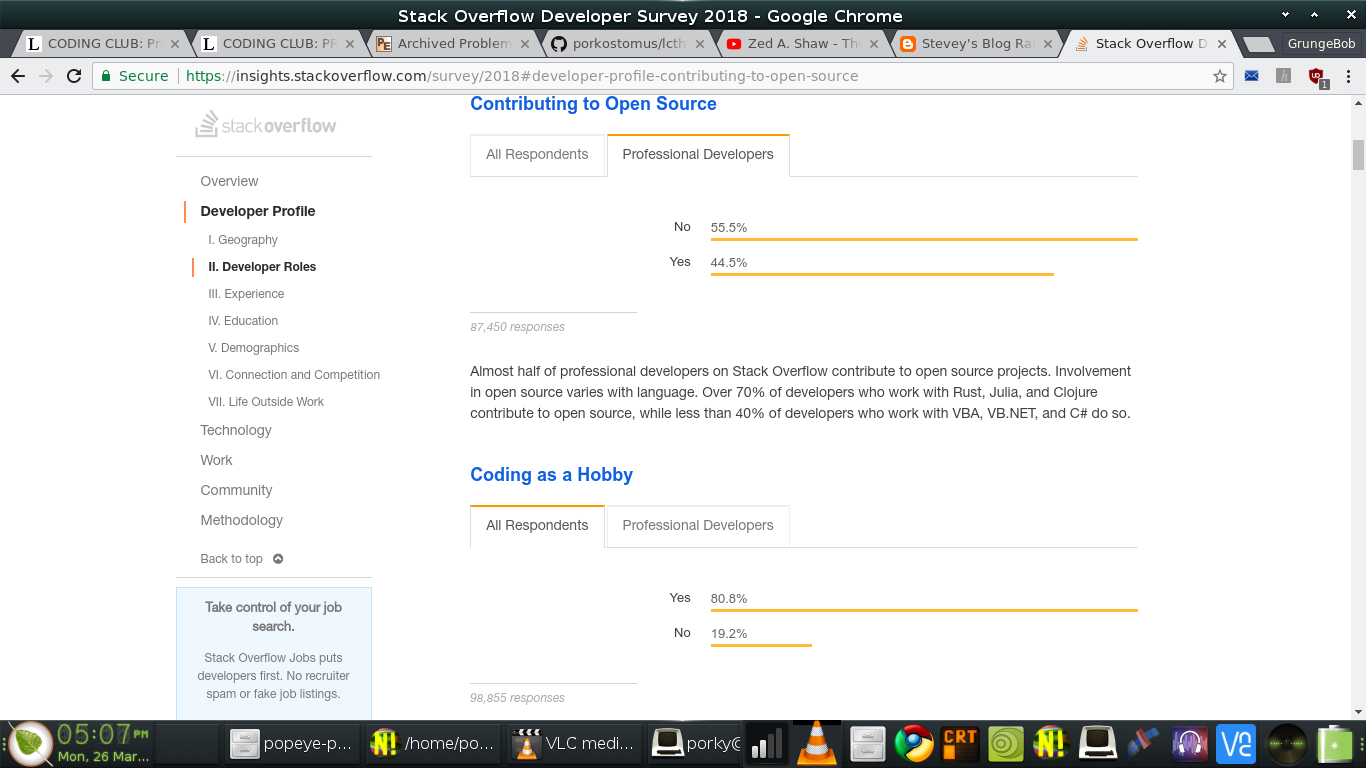 Stack Overflow Developer Survey 2018 - Google Chrome
CODING CLUB: Pr
CODING CLUB: PR
Archived Problem
porkostomus/lcth
Zed A. Shaw - Th
Stevey's Blog Ra
Stack Overflow D
GrungeBob
Secure
https://insights.stackoverflow.com/survey/2018#developer-profile-contributing-to-open-source
1
stackoverflow
Overview
Developer Profile
I. Geography
II. Developer Roles
III. Experience
IV. Education
V. Demographics
VI. Connection and Competition
VII. Life Outside Work
Technology
Work
Community
Methodology
Back to top
Take control of your job
search.
Stack Overflow Jobs puts
developers first. No recruiter
spam or fake job listings.
Contributing to Open Source
All Respondents
Professional Developers
No 55.5%
Yes 44.5%
87,450 responses
Almost half of professional developers on Stack Overflow contribute to open source projects. Involvement
in open source varies with language. Over 70% of developers who work with Rust, Julia, and Clojure
contribute to open source, while less than 40% of developers who work with VBA, VB.NET, and C# do so.
Coding as a Hobby
All Respondents
Professional Developers
Yes 80.8%
No 19.2%
98,855 responses
05:07 PM
Mon, 26 Mar...
popeye-p...
N! /home/po...
VLC medi...
porky@
CRT
N!